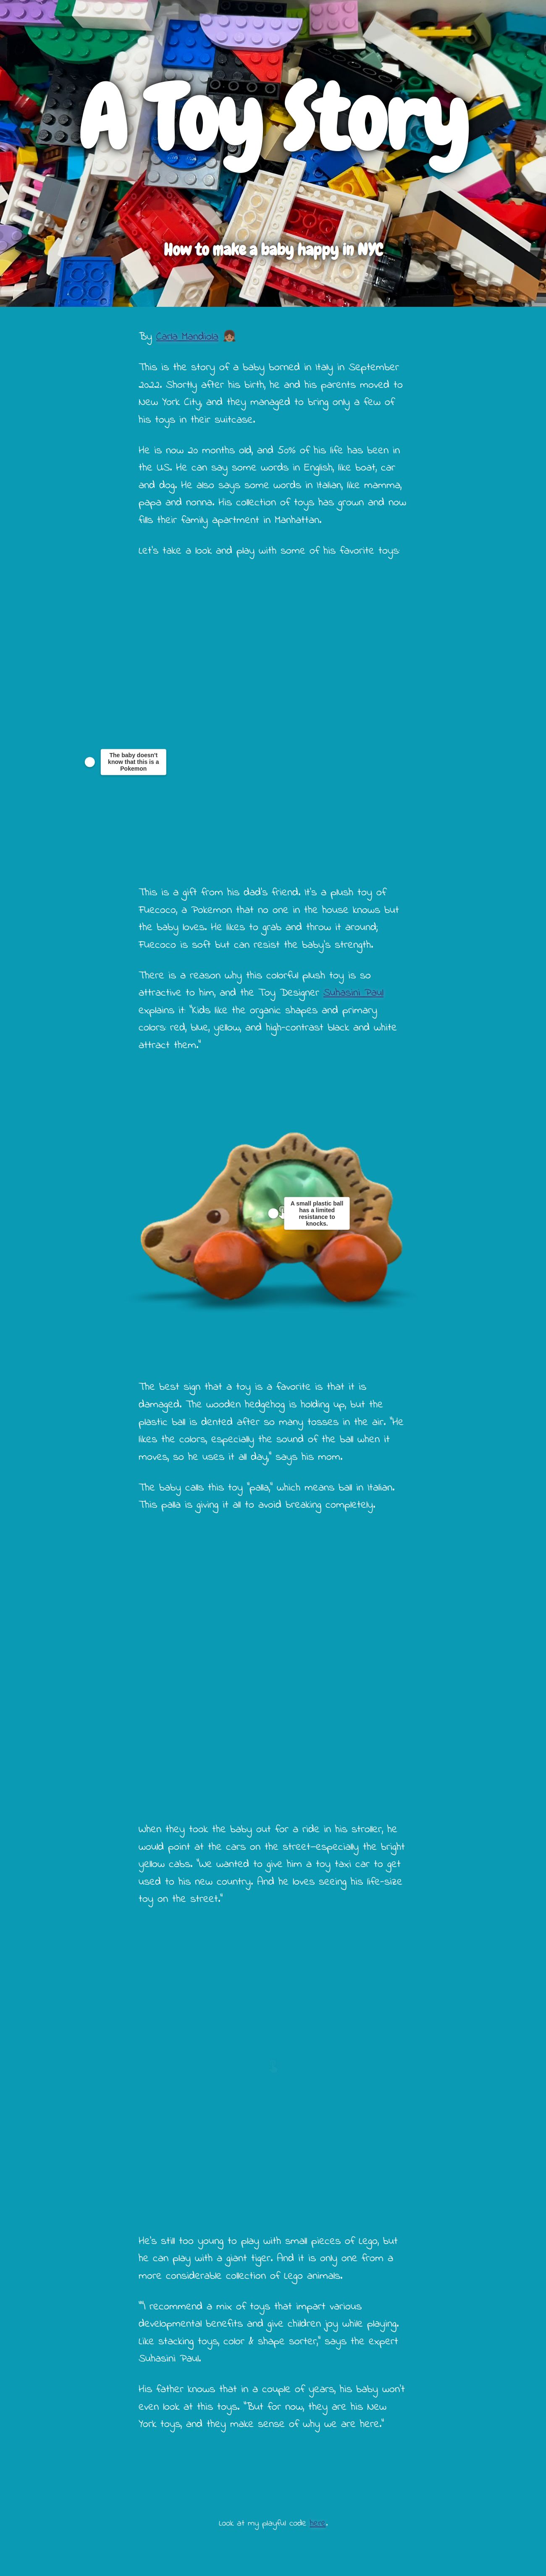 A Toy Story
How to make a baby happy in NYC
By Carla Mandiola
This is the story of a baby borned in Italy in September
2022. Shortly after his birth, he and his parents moved to
New York City, and they managed to bring only a few of
his toys in their suitcase.
He is now 20 months old, and 50% of his life has been in
the US. He can say some words in English, like boat, car
and dog. He also says some words in Italian, like mamma,
papa and nonna. His collection of toys has grown and now
fills their family apartment in Manhattan.
Let's take a look and play with some of his favorite toys:
The baby doesn't
know that this is a
Pokemon
This is a gift from his dad's friend. It's a plush toy of
Fuecoco, a Pokemon that no one in the house knows but
the baby loves. He likes to grab and throw it around;
Fuecoco is soft but can resist the baby's strength.
There is a reason why this colorful plush toy is so
attractive to him, and the Toy Designer Suhasini Paul
explains it: "Kids like the organic shapes and primary
colors: red, blue, yellow, and high-contrast black and white
attract them."
A small plastic ball
has a limited
resistance to
knocks.
The best sign that a toy is a favorite is that it is
damaged. The wooden hedgehog is holding up, but the
plastic ball is dented after so many tosses in the air. "He
likes the colors, especially the sound of the ball when it
moves, so he uses it all day," says his mom.
The baby calls this toy "palla," which means ball in Italian.
This palla is giving it all to avoid breaking completely.
When they took the baby out for a ride in his stroller, he
would point at the cars on the street—especially the bright
yellow cabs. "We wanted to give him a toy taxi car to get
used to his new country. And he loves seeing his life-size
toy on the street."
He's still too young to play with small pieces of Lego, but
he can play with a giant tiger. And it is only one from a
more considerable collection of Lego animals.
""I recommend a mix of toys that impart various
developmental benefits and give children joy while playing.
Like stacking toys, color & shape sorter," says the expert
Suhasini Paul.
His father knows that in a couple of years, his baby won't
even look at this toys. "But for now, they are his New
York toys, and they make sense of why we are here."
Look at my playful code here.